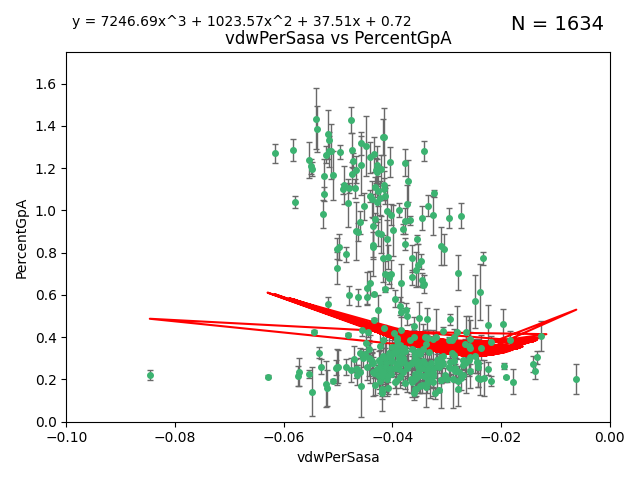 y = 7246.69x^3 + 1023.57x^2 + 37.51x + 0.72
N = 1634
vdwPerSasa vs PercentGpA
PercentGpA
1.6
1.4
1.2
1.0
0.8
0.6
0.4
0.2
0.0
−0.10 −0.08 −0.06 −0.04 −0.02 0.00
vdwPerSasa